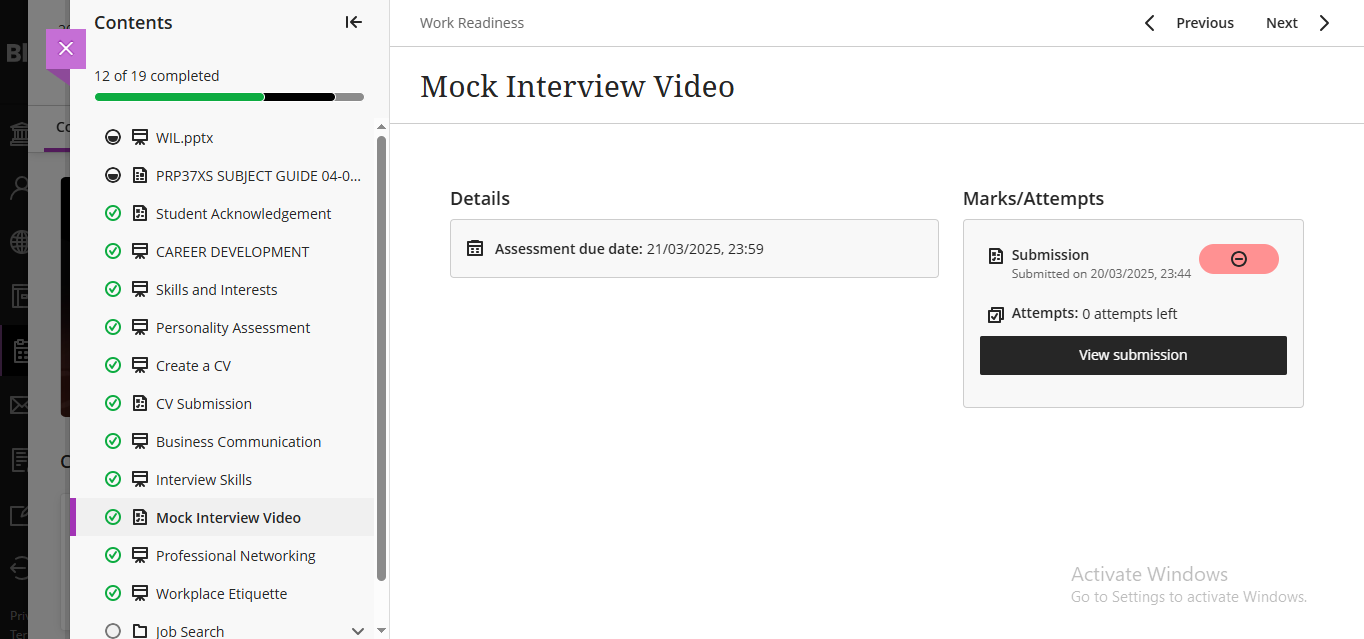 Contents
12 of 19 completed
WIL.pptx
PRP37XS SUBJECT GUIDE 04-0...
Student Acknowledgement
CAREER DEVELOPMENT
Skills and Interests
Personality Assessment
Create a CV
CV Submission
Business Communication
Interview Skills
Mock Interview Video
Professional Networking
Workplace Etiquette
Job Search
Work Readiness
Previous
Next
Mock Interview Video
Details
Assessment due date: 21/03/2025, 23:59
Marks/Attempts
Submission
Submitted on 20/03/2025, 23:44
Attempts: 0 attempts left
View submission
Activate Windows
Go to Settings to activate Windows.